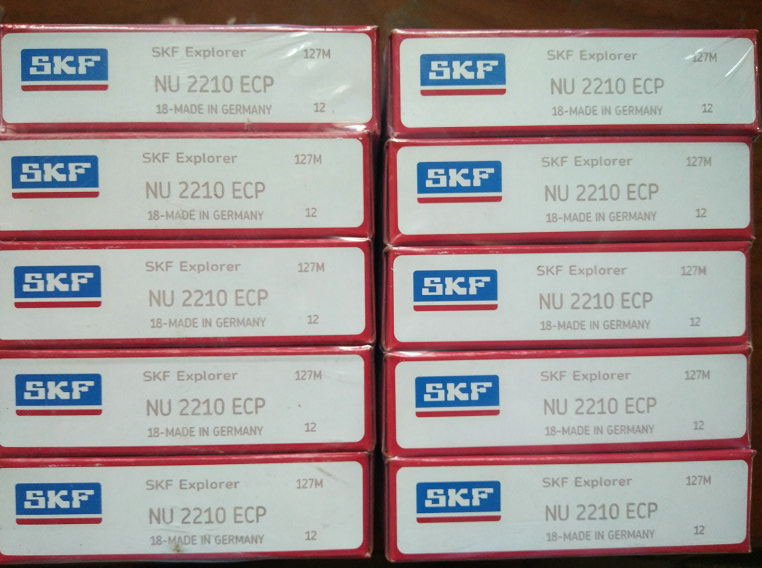 SKF
SKF Explorer 127M
NU 2210 ECP
18-MADE IN GERMANY 12
SKF
SKF Explorer 127M
NU 2210 ECP
18-MADE IN GERMANY 12
SKF
SKF Explorer 127M
NU 2210 ECP
18-MADE IN GERMANY 12
SKF
SKF Explorer 127M
NU 2210 ECP
18-MADE IN GERMANY 12
SKF
SKF Explorer 127M
NU 2210 ECP
18-MADE IN GERMANY 12
SKF
SKF Explorer 127M
NU 2210 ECP
18-MADE IN GERMANY 12
SKF
SKF Explorer 127M
NU 2210 ECP
18-MADE IN GERMANY 12
SKF
SKF Explorer 127M
NU 2210 ECP
18-MADE IN GERMANY 12
SKF
SKF Explorer 127M
NU 2210 ECP
18-MADE IN GERMANY 12
SKF
SKF Explorer 127M
NU 2210 ECP
18-MADE IN GERMANY 12